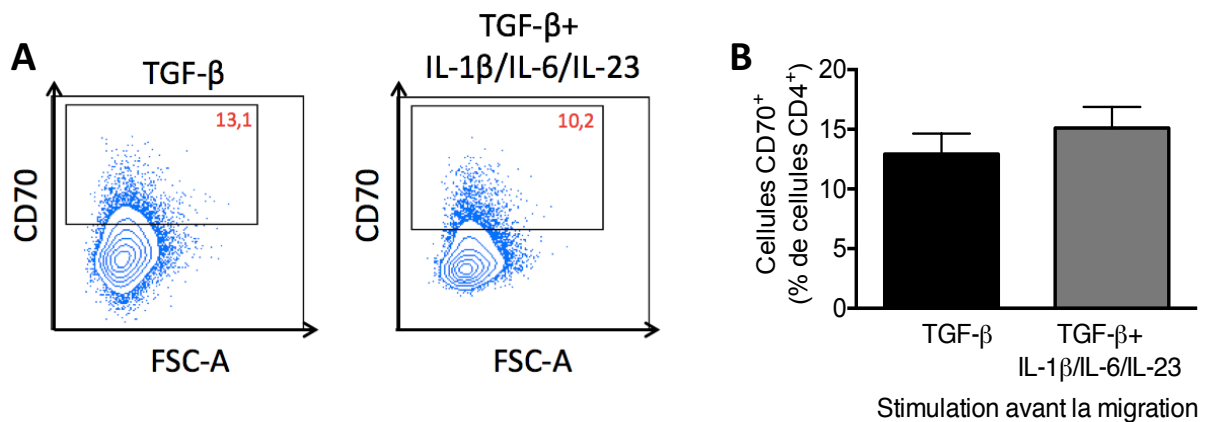 A
TGF-β
13,1
CD70
FSC-A
TGF-β+
IL-1β/IL-6/IL-23
10,2
CD70
FSC-A
B
Cellules CD70⁺
(% de cellules CD4⁺)
20
15
10
5
0
TGF-β
TGF-β+
IL-1β/IL-6/IL-23
Stimulation avant la migration